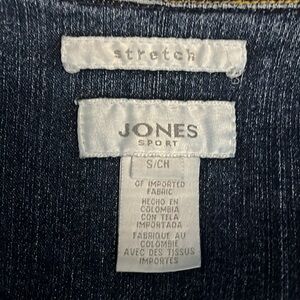 stretch
JONES
SPORT
S/CH
OF IMPORTED
FABRIC
HECHO EN
COLOMBIA
CON TELA
IMPORTADA
FABRIQUE AU
COLOMBIE
AVEC DES TISSUS
IMPORTES